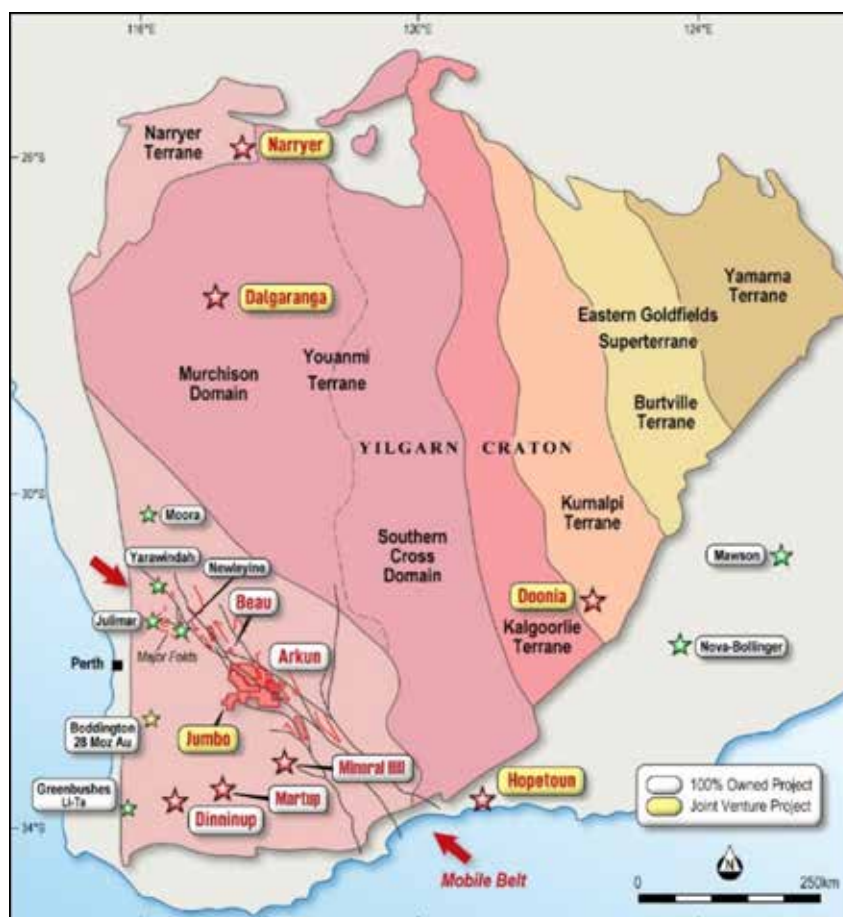 116°E
120°E
124°E
Narryer
Terrane
Narryer
26°S
Yamarna
Terrane
Dalgaranga
Eastern Goldfields
Superterrane
Youanmi
Terrane
Murchison
Domain
Burtville
Terrane
YILGARN CRATON
30°S
Moora
Kurnalpi
Terrane
Southern
Cross
Domain
Yarawindah
Newleyine
Mawson
Beau
Doonia
Julimar
Kalgoorlie
Terrane
Nova-Bollinger
Arkun
Perth
Major Folds
Boddington
28 Moz Au
Jumbo
Mineral Hill
Greenbushes
Li-Ta
Martup
Hopetoun
100% Owned Project
Joint Venture Project
Dinninup
34°S
N
Mobile Belt
0
250km